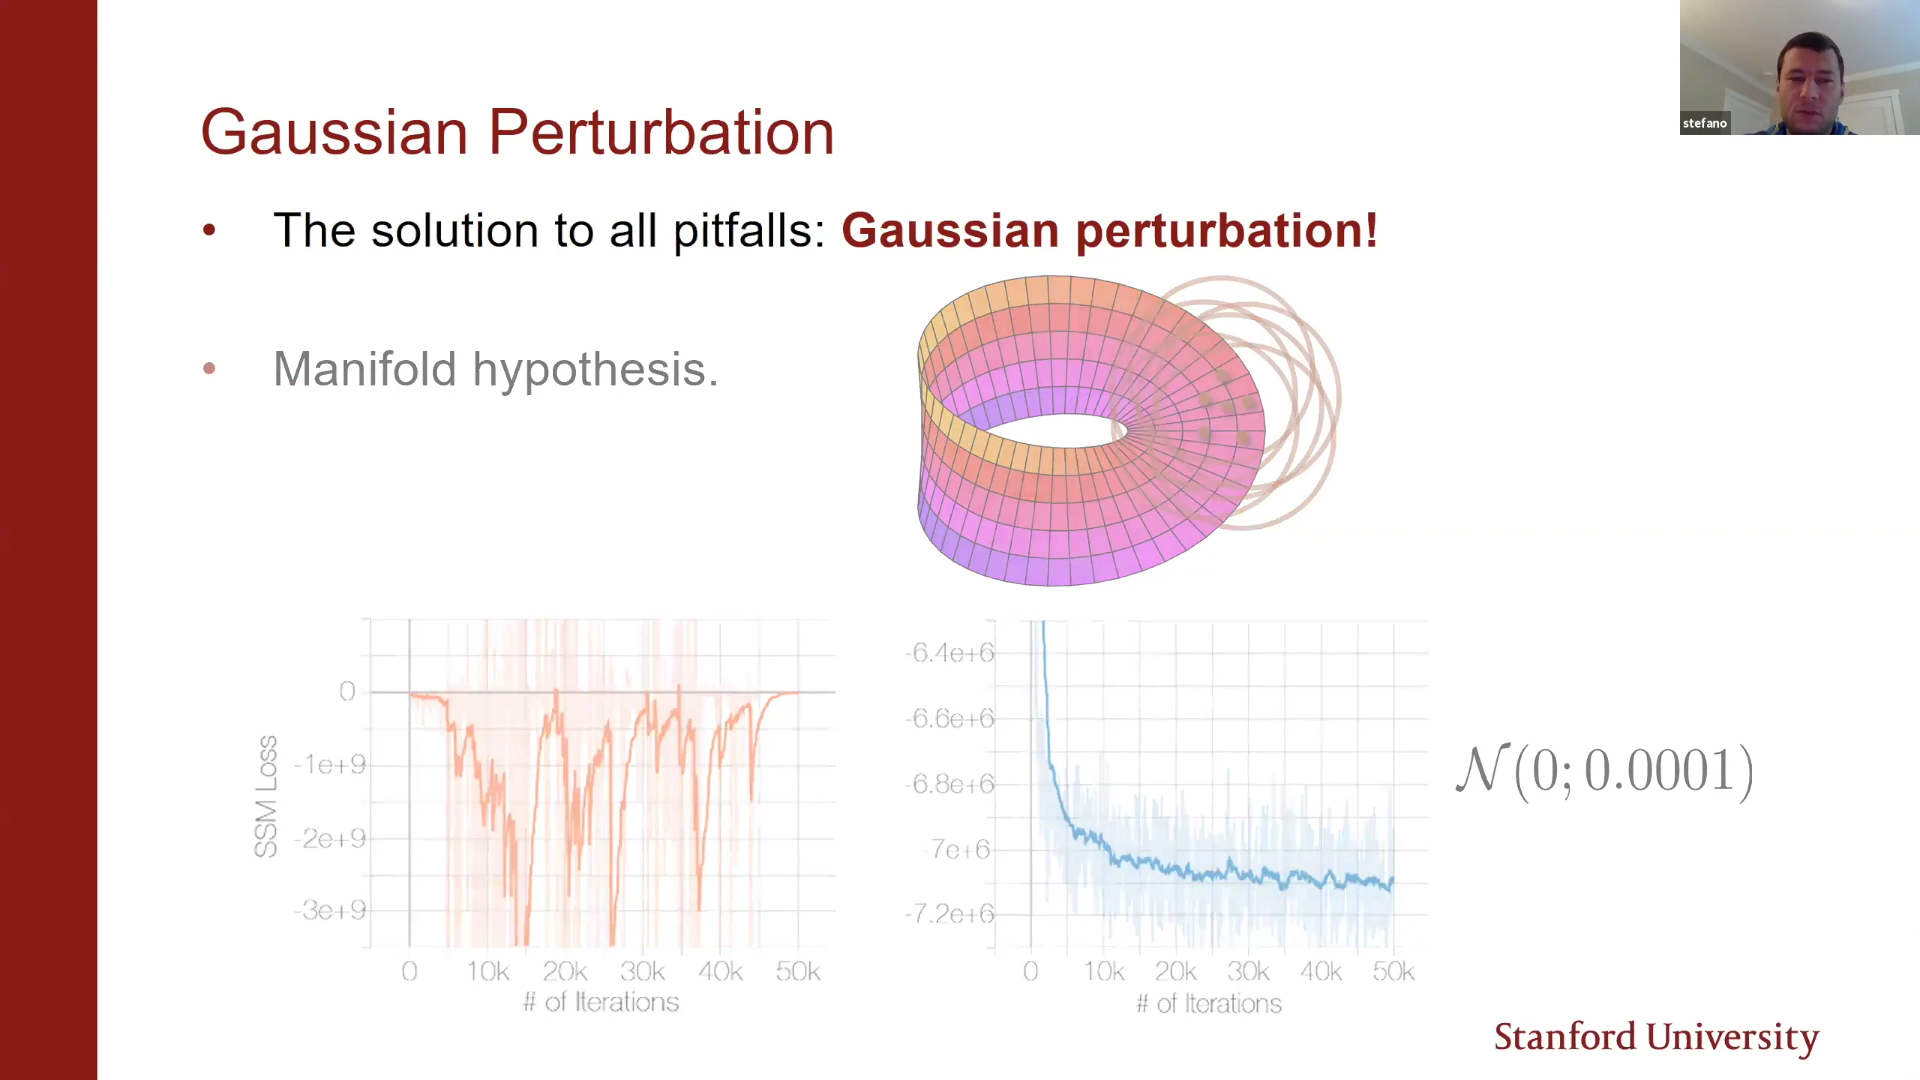 stefano
Gaussian Perturbation
• The solution to all pitfalls: Gaussian perturbation!
• Manifold hypothesis.
SSM Loss
0
-1e+9
-2e+9
-3e+9
0 10k 20k 30k 40k 50k
# of Iterations
-6.4e+6
-6.6e+6
-6.8e+6
-7e+6
-7.2e+6
0 10k 20k 30k 40k 50k
# of Iterations
𝒩(0; 0.0001)
Stanford University